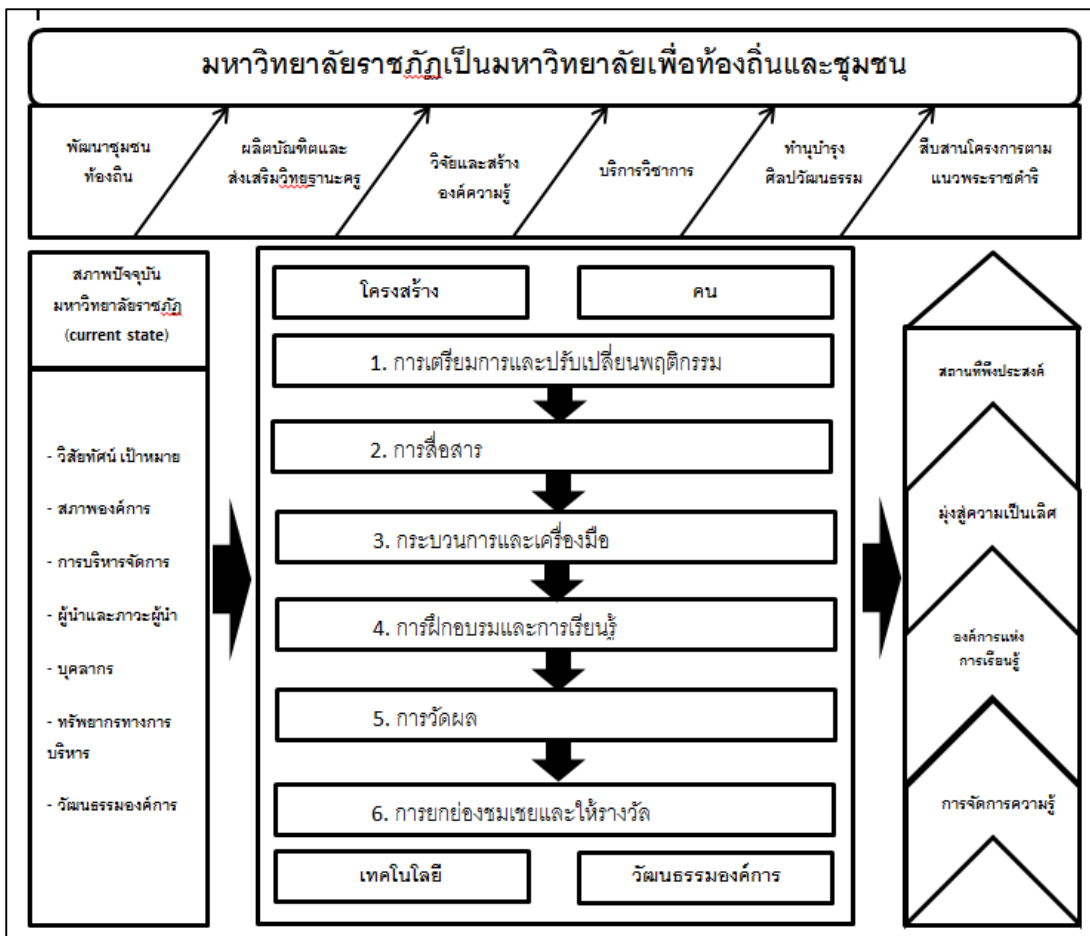 มหาวิทยาลัยราชภัฏเป็นมหาวิทยาลัยเพื่อท้องถิ่นและชุมชน
พัฒนาชุมชน
ท้องถิ่น
ผลิตบัณฑิตและ
ส่งเสริมวิทยฐานะครู
วิจัยและสร้าง
องค์ความรู้
บริการวิชาการ
ทำนุบำรุง
ศิลปวัฒนธรรม
สืบสานโครงการตาม
แนวพระราชดำริ
สภาพปัจจุบัน
มหาวิทยาลัยราชภัฏ
(current state)
- วิสัยทัศน์ เป้าหมาย
- สภาพองค์การ
- การบริหารจัดการ
- ผู้นำและภาวะผู้นำ
- บุคลากร
- ทรัพยากรทางการ
บริหาร
- วัฒนธรรมองค์การ
โครงสร้าง
คน
1. การเตรียมการและปรับเปลี่ยนพฤติกรรม
2. การสื่อสาร
3. กระบวนการและเครื่องมือ
4. การฝึกอบรมและการเรียนรู้
5. การวัดผล
6. การยกย่องชมเชยและให้รางวัล
เทคโนโลยี
วัฒนธรรมองค์การ
สถานที่พึงประสงค์
มุ่งสู่ความเป็นเลิศ
องค์การแห่ง
การเรียนรู้
การจัดการความรู้